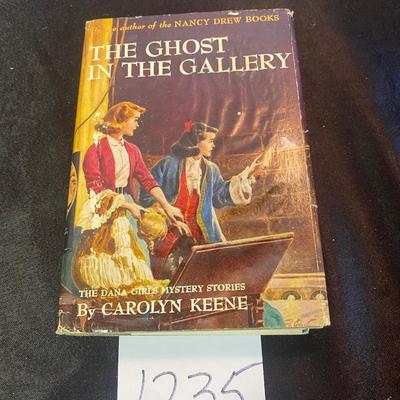 author of the NANCY DREW BOOKS
THE GHOST
IN THE GALLERY
THE DANA GIRLS MYSTERY STORIES
By CAROLYN KEENE
1235